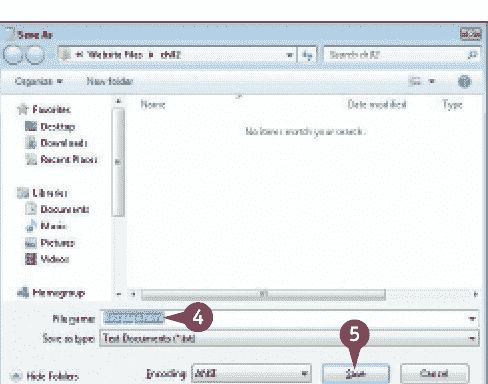 Save As
Website Files ch02
Search ch02
Organize New folder
Name Date modified Type
No items match your search.
Favorites
Desktop
Downloads
Recent Places
Libraries
Documents
Music
Pictures
Videos
Homegroup
File name: 4
Save as type: Text Documents (*.txt)
5
Hide Folders Encoding: ANSI Save Cancel